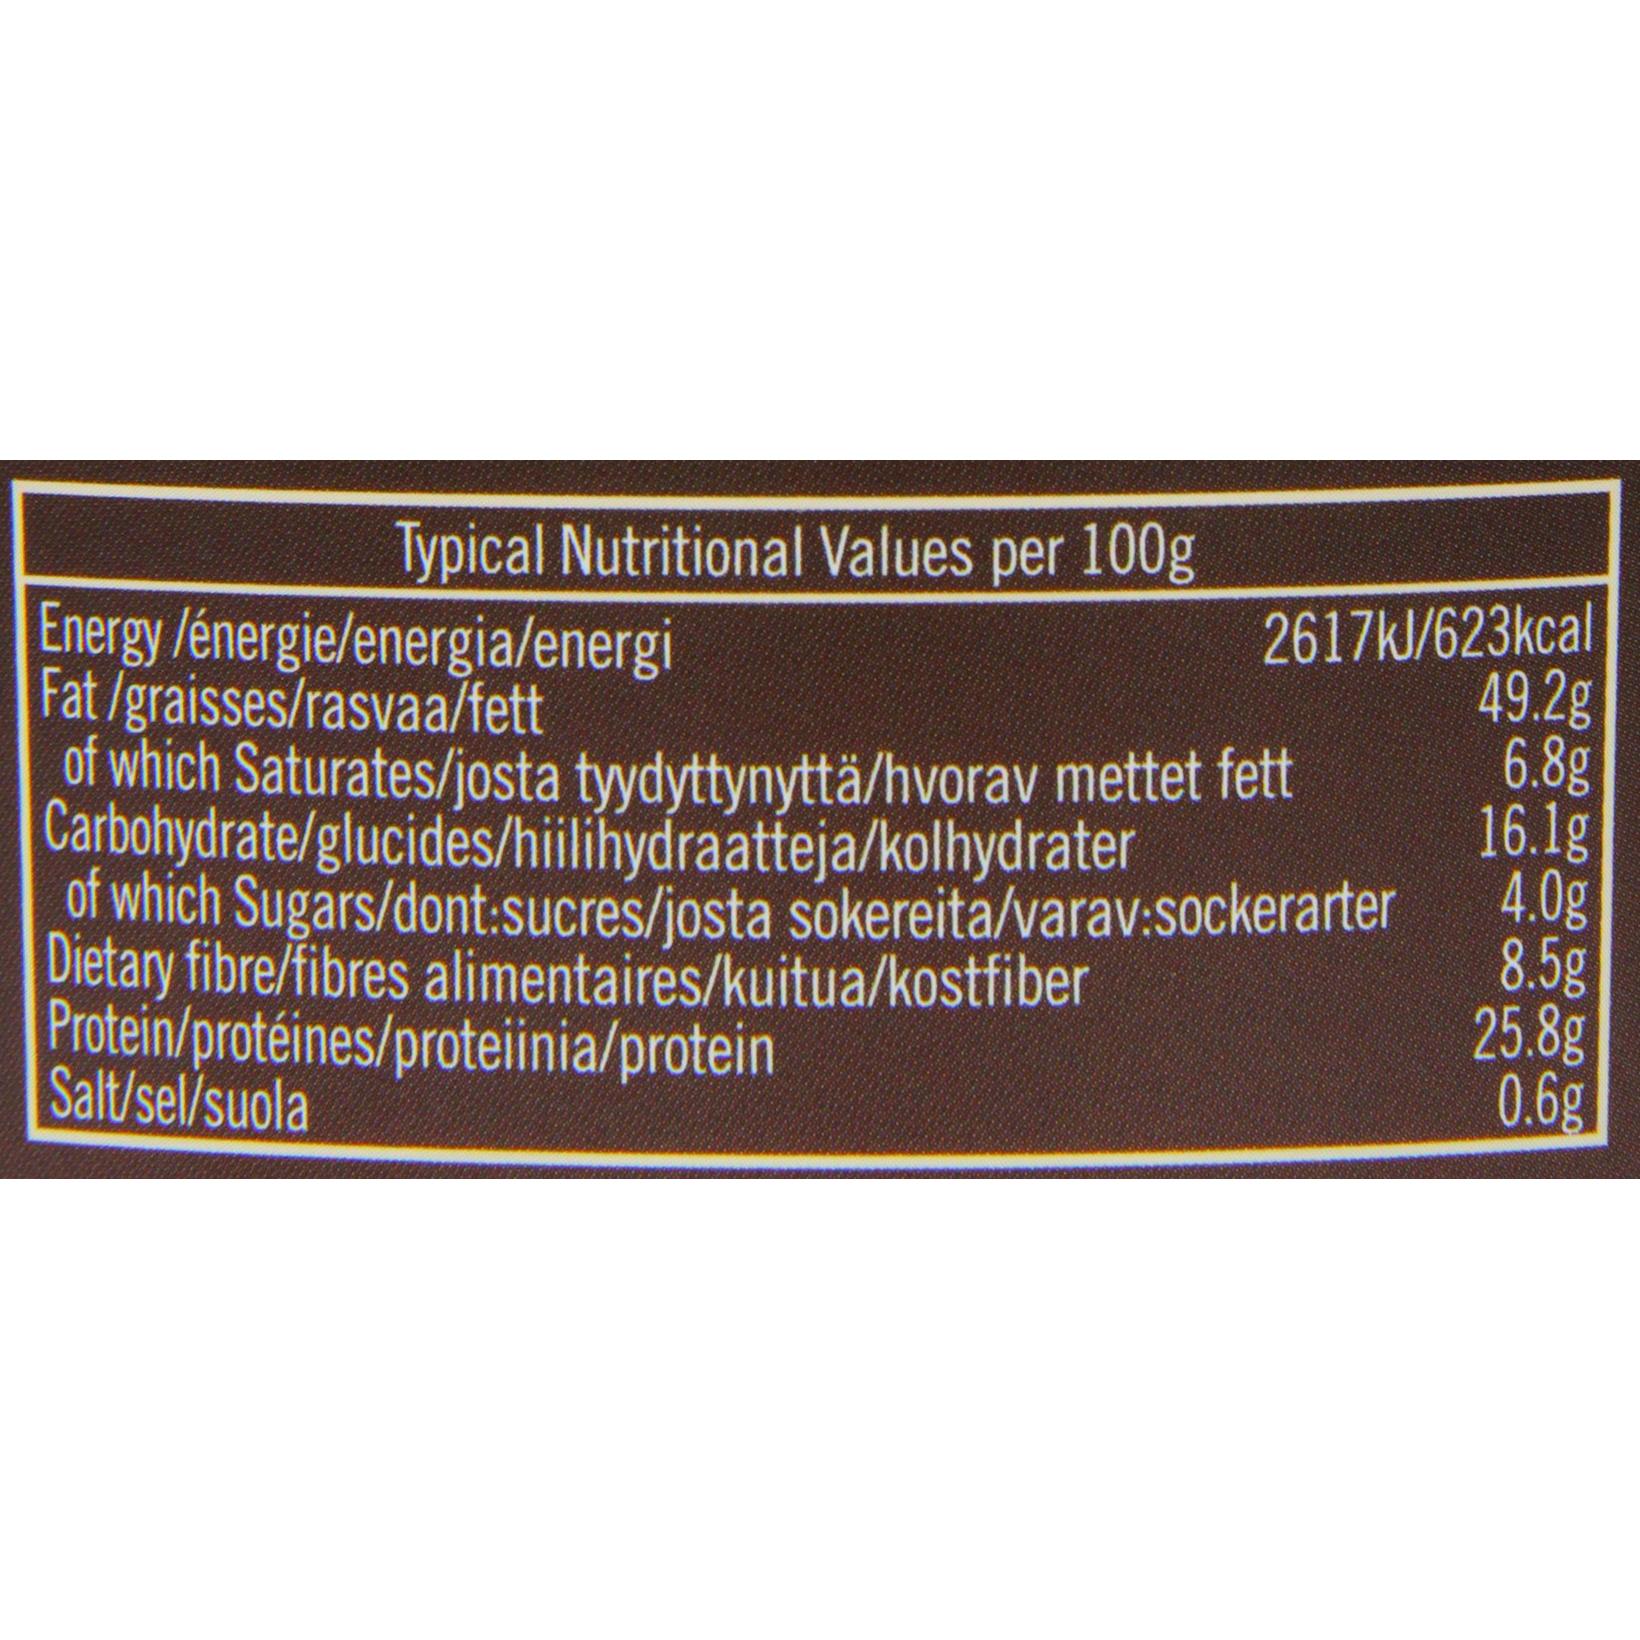 Typical Nutritional Values per 100g
Energy /énergie/energia/energi 2617kJ/623kcal
Fat /graisses/rasvaa/fett 49.2g
of which Saturates/josta tyydyttynyttä/hvorav mettet fett 6.8g
Carbohydrate/glucides/hiilihydraatteja/kolhydrater 16.1g
of which Sugars/dont:sucres/josta sokereita/varav:sockerarter 4.0g
Dietary fibre/fibres alimentaires/kuitua/kostfiber 8.5g
Protein/protéines/proteiinia/protein 25.8g
Salt/sel/suola 0.6g